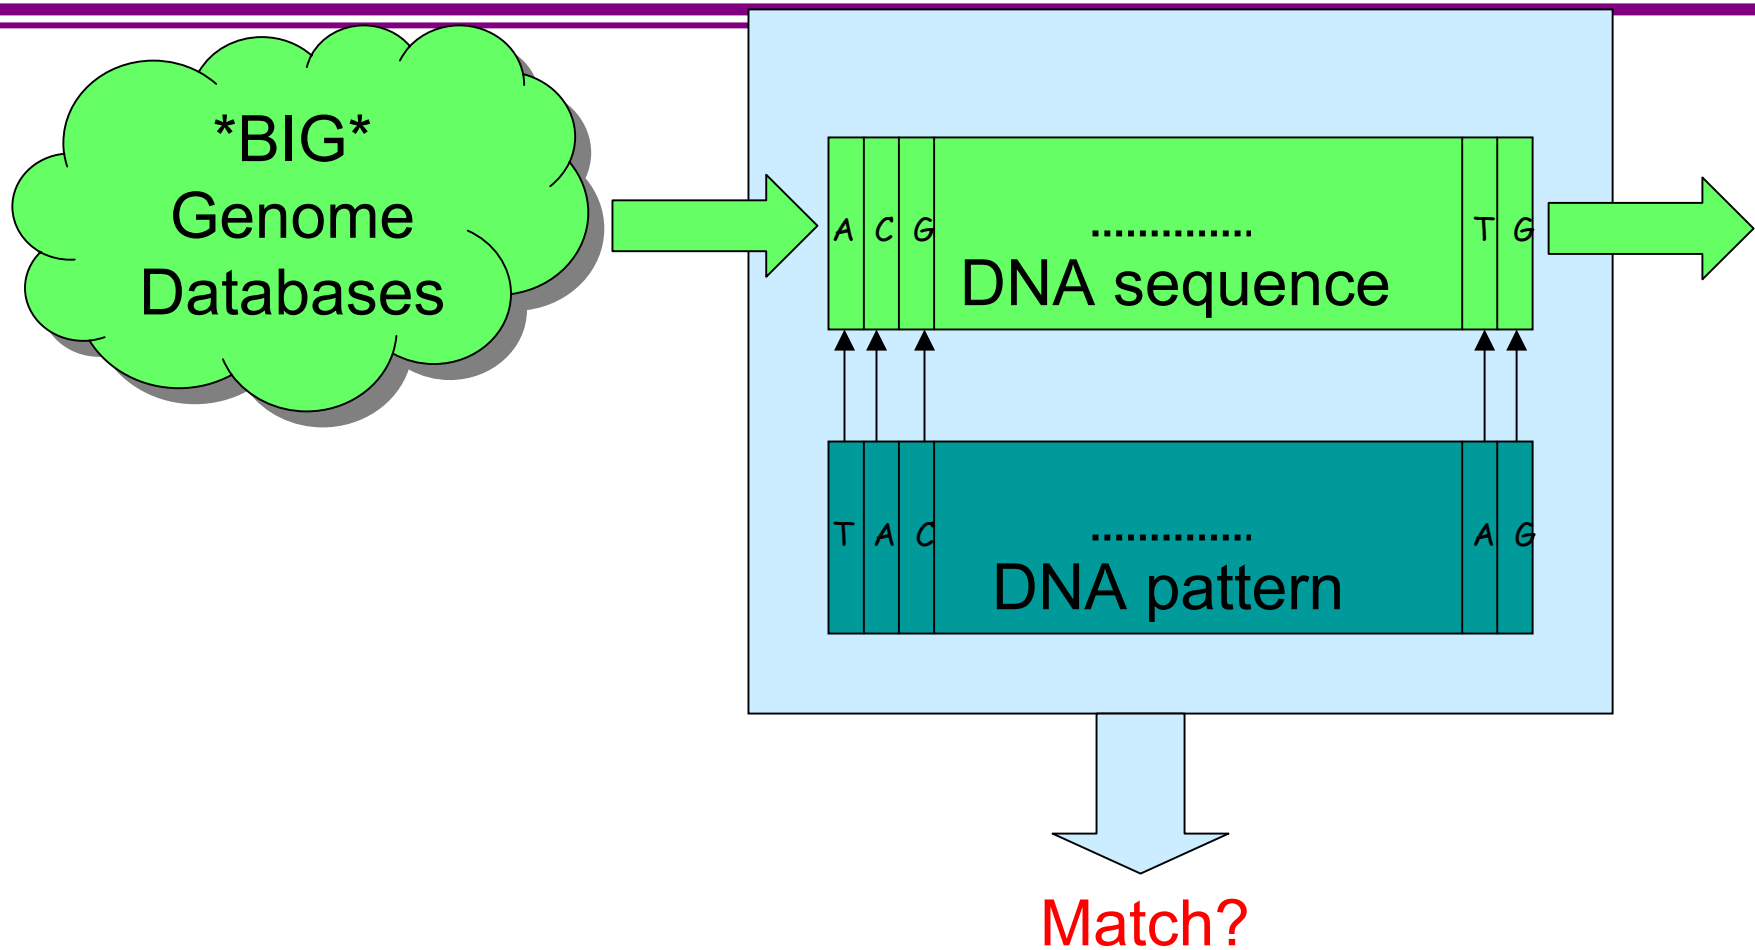 *BIG*
Genome
Databases
A C G .............. T G
DNA sequence
T A C .............. A G
DNA pattern
Match?